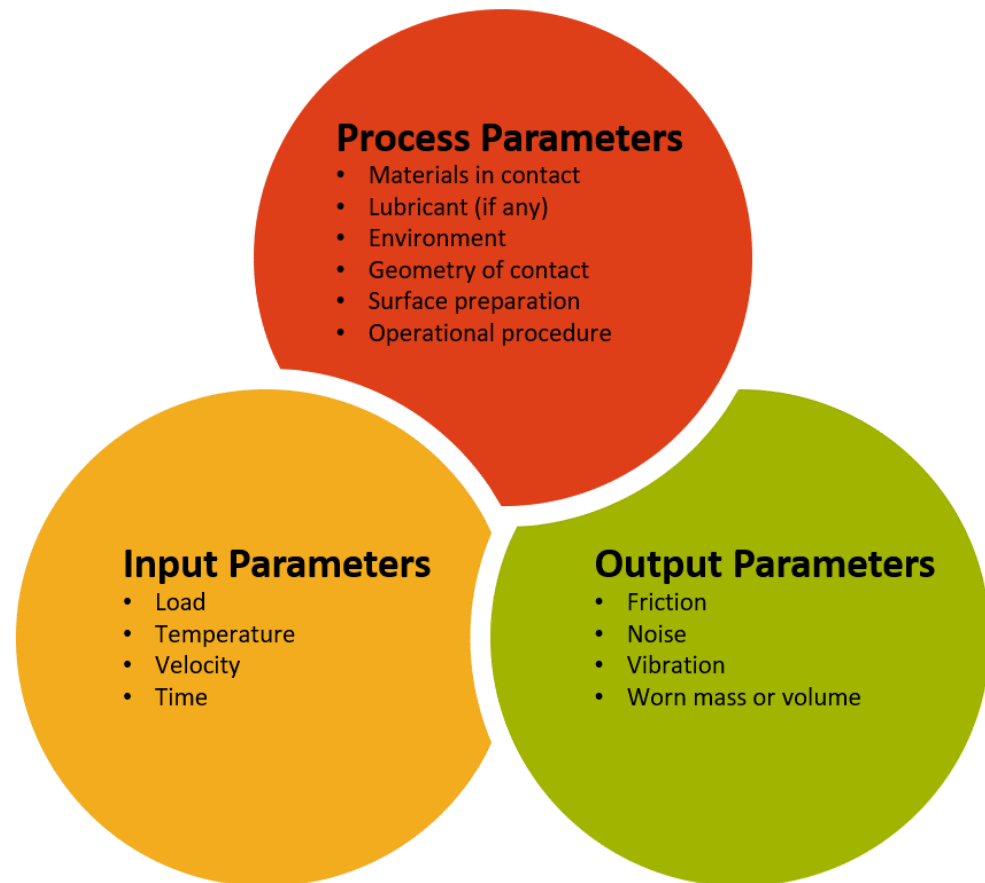 Process Parameters
• Materials in contact
• Lubricant (if any)
• Environment
• Geometry of contact
• Surface preparation
• Operational procedure
Input Parameters
• Load
• Temperature
• Velocity
• Time
Output Parameters
• Friction
• Noise
• Vibration
• Worn mass or volume